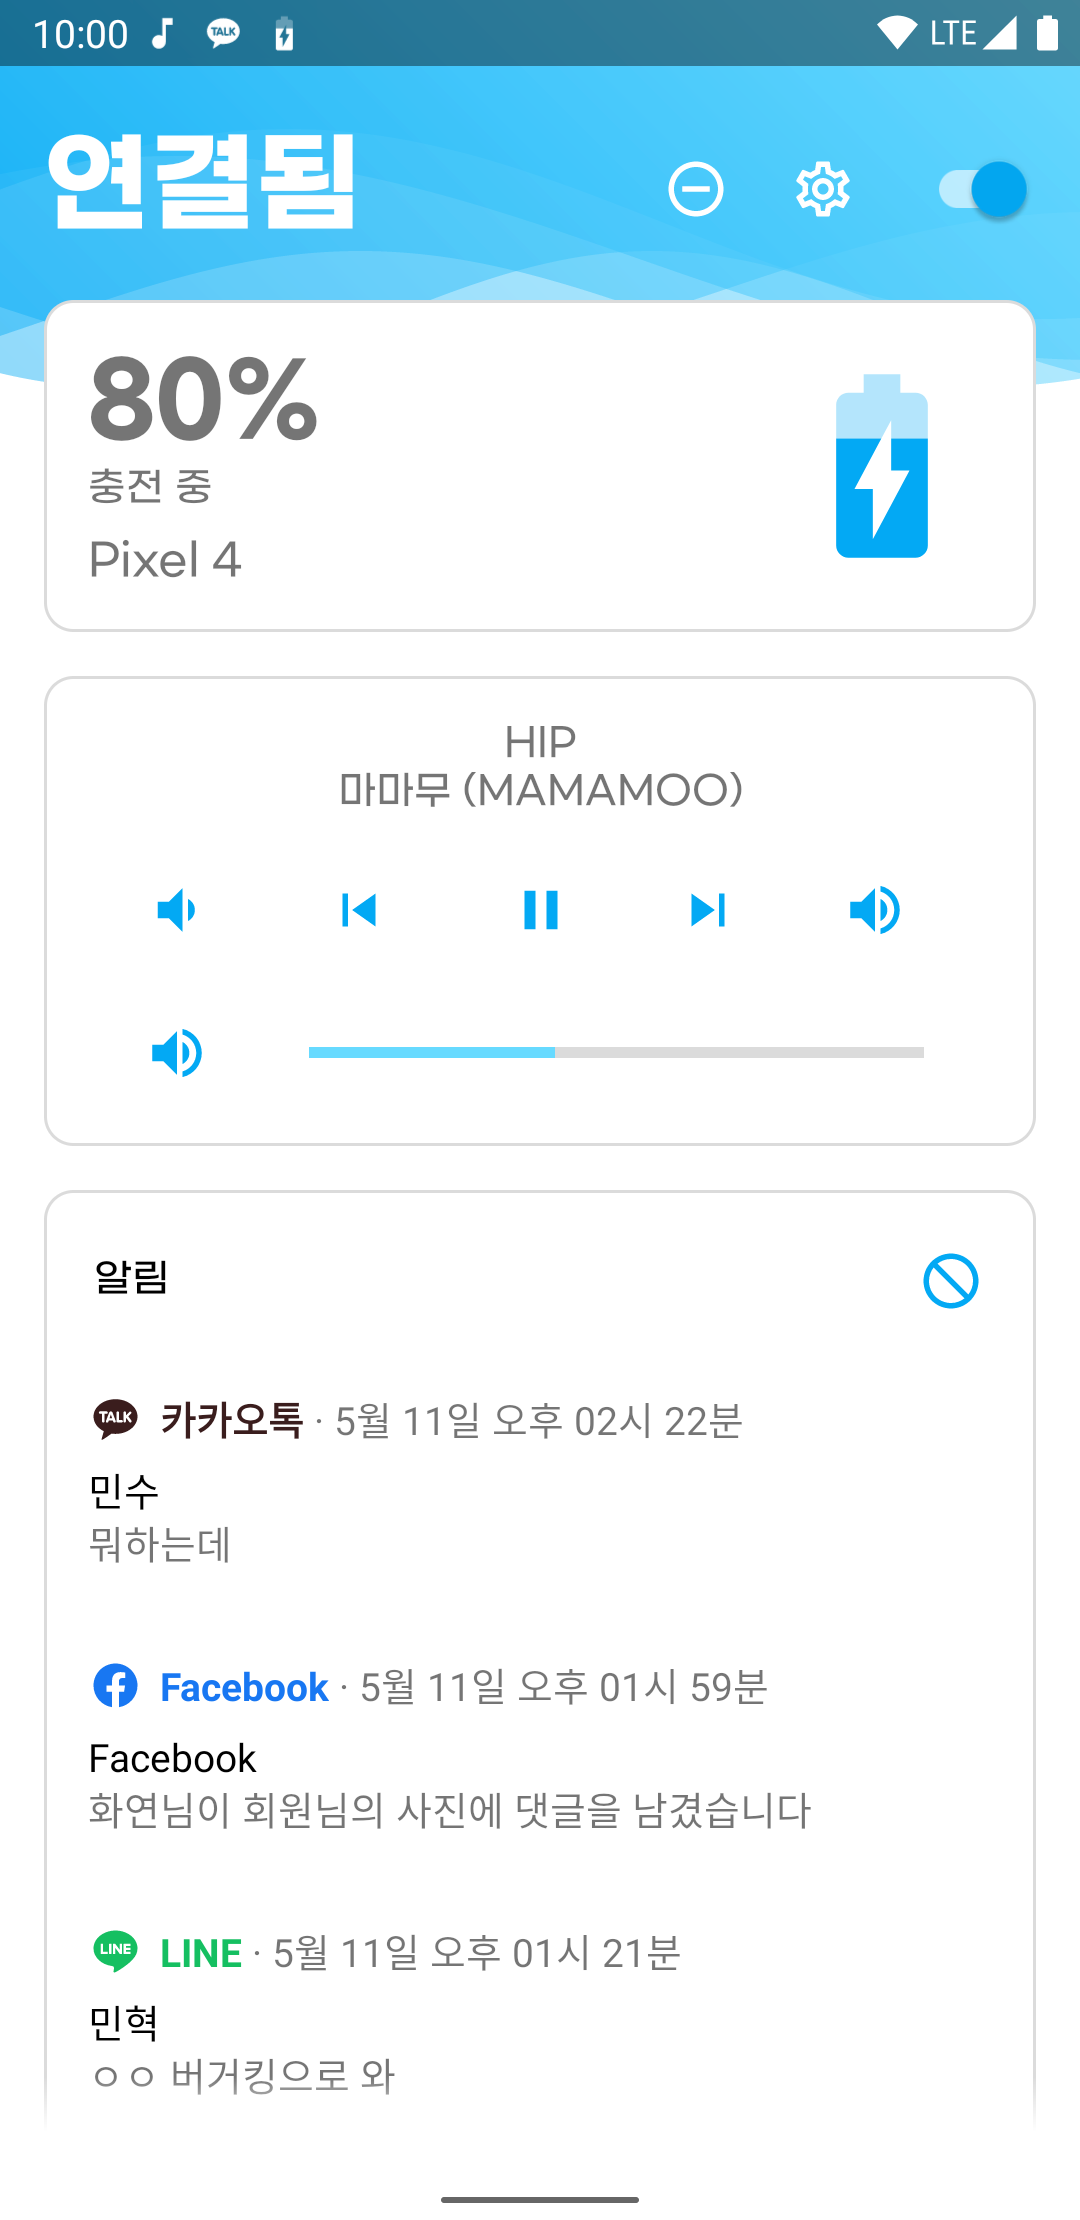 10:00 TALK LTE
연결됨
80%
충전 중
Pixel 4
HIP
마마무 (MAMAMOO)
알림
TALK 카카오톡 · 5월 11일 오후 02시 22분
민수
뭐하는데
Facebook · 5월 11일 오후 01시 59분
Facebook
화연님이 회원님의 사진에 댓글을 남겼습니다
LINE LINE · 5월 11일 오후 01시 21분
민혁
ㅇㅇ 버거킹으로 와